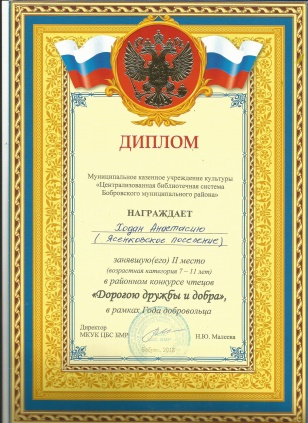 ДИПЛОМ
Муниципальное казенное учреждение культуры
«Централизованная библиотечная система
Бобровского муниципального района»
НАГРАЖДАЕТ
Ходан Анастасию
( Ясенковское поселение)
занявшую(его) II место
(возрастная категория 7 – 11 лет)
в районном конкурсе чтецов
«Дорогою дружбы и добра»,
в рамках Года добровольца
Директор
МКУК ЦБС БМР
Н.Ю. Малеева
2018